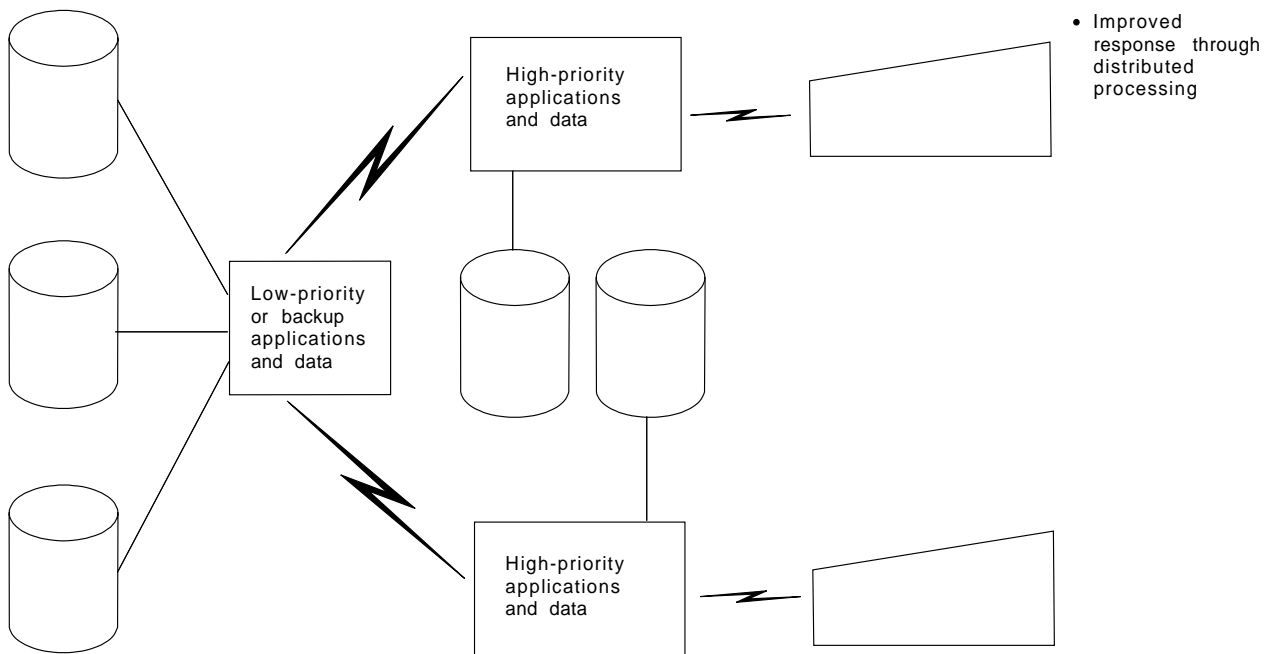 • Improved
response through
distributed
processing
High-priority
applications
and data
Low-priority
or backup
applications
and data
High-priority
applications
and data